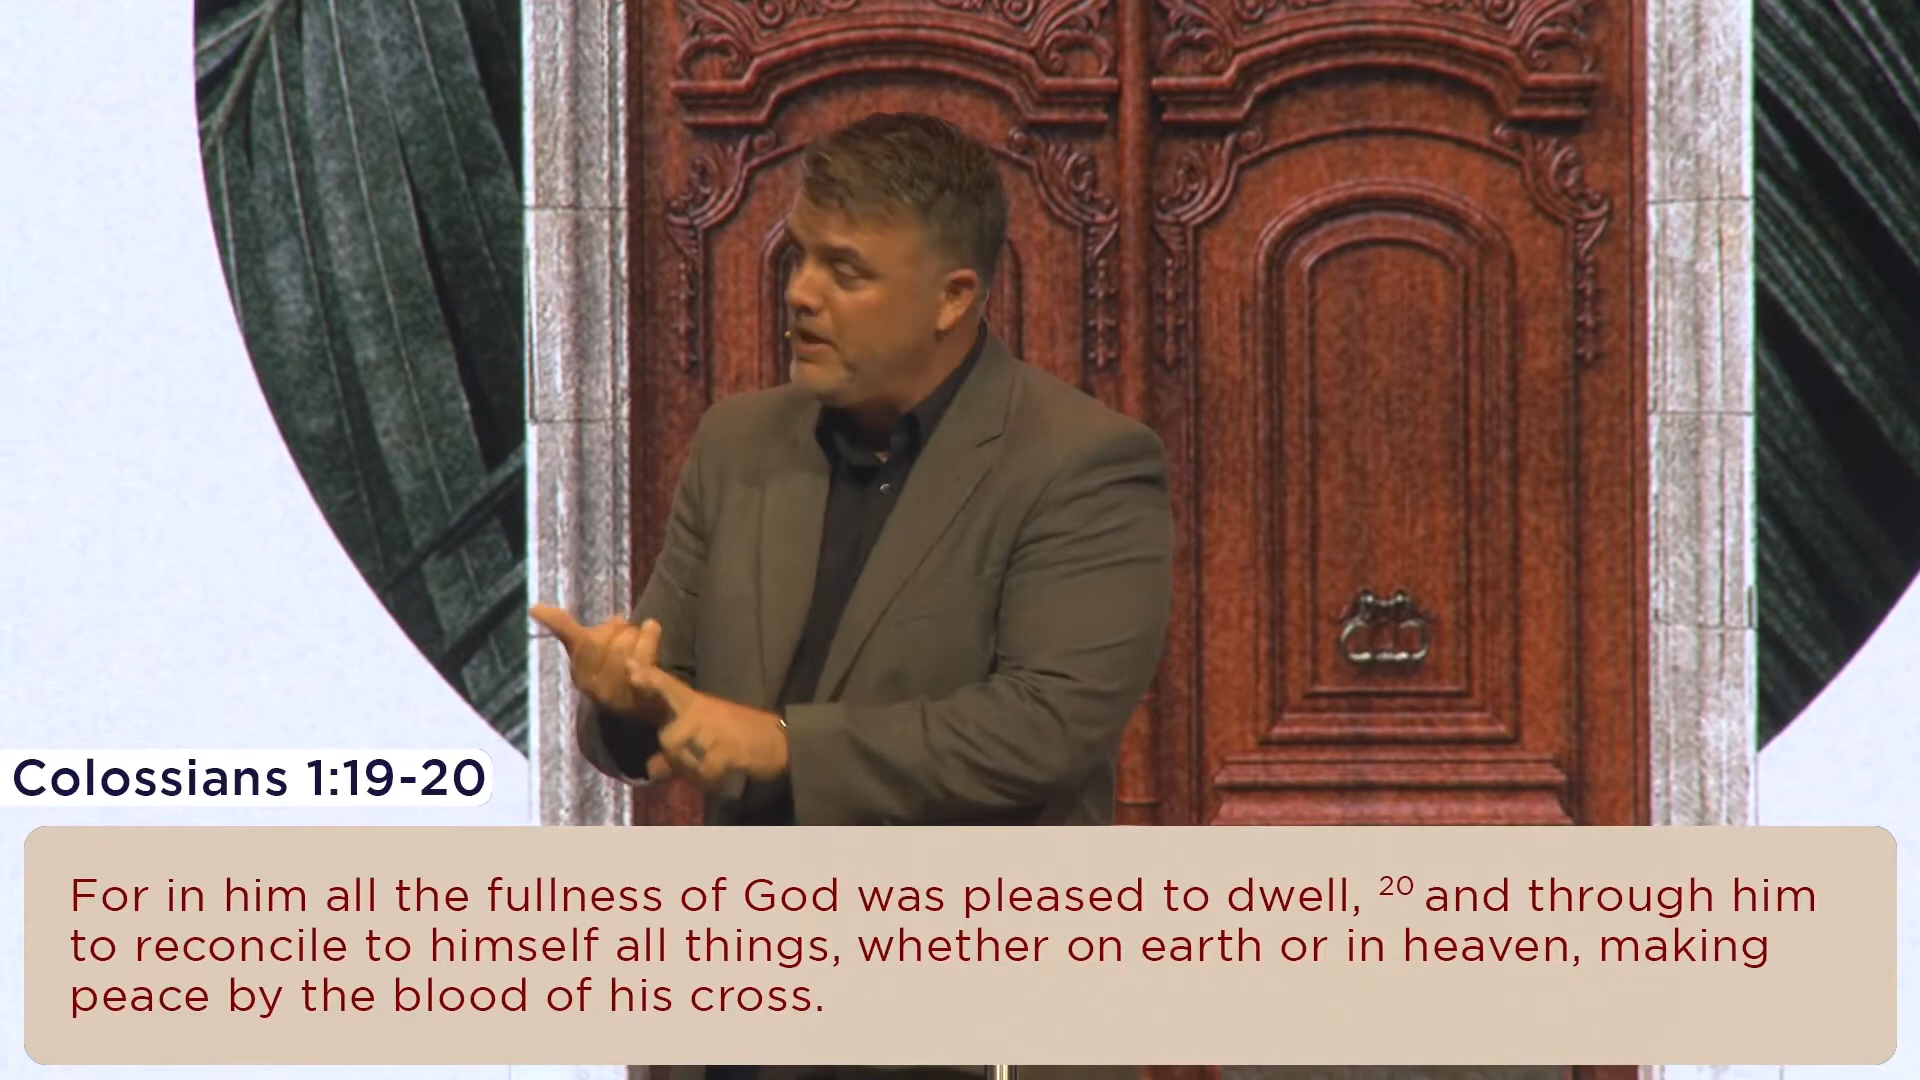 Colossians 1:19-20
For in him all the fullness of God was pleased to dwell, 20 and through him
to reconcile to himself all things, whether on earth or in heaven, making
peace by the blood of his cross.